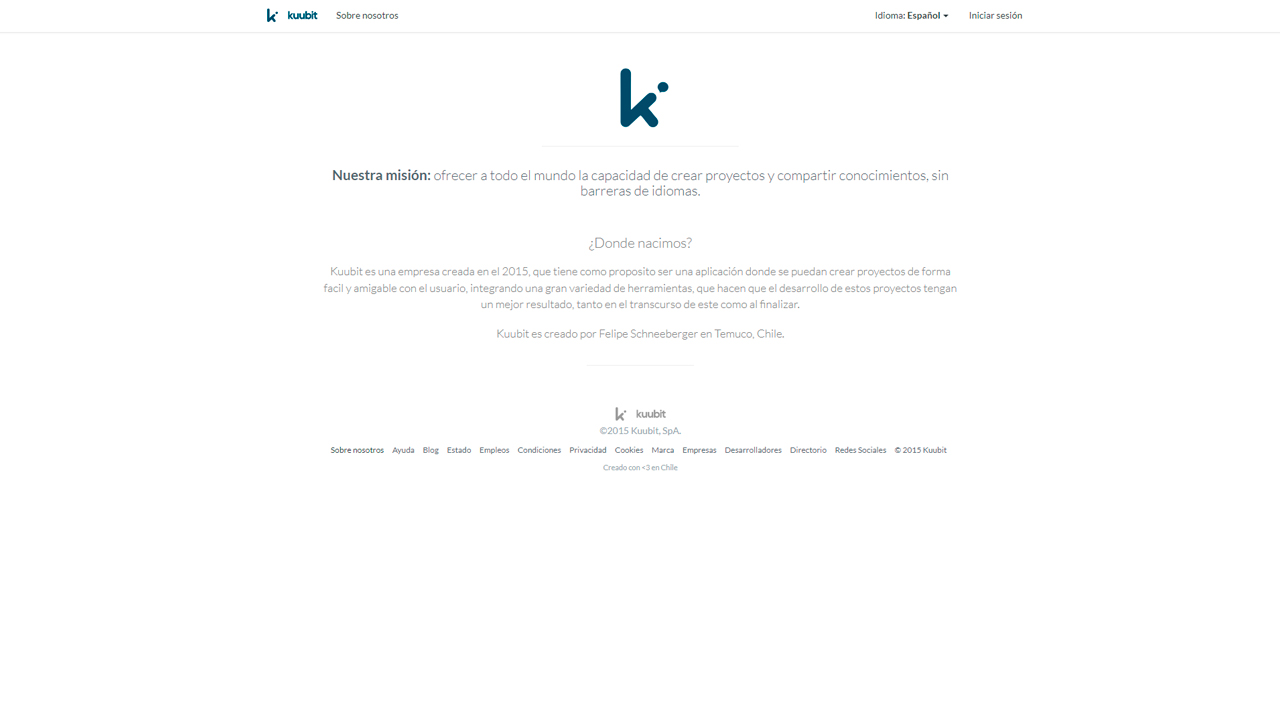 kuubit Sobre nosotros Idioma: Español Iniciar sesión
Nuestra misión: ofrecer a todo el mundo la capacidad de crear proyectos y compartir conocimientos, sin
barreras de idiomas.
¿Donde nacimos?
Kuubit es una empresa creada en el 2015, que tiene como proposito ser una aplicación donde se puedan crear proyectos de forma
facil y amigable con el usuario, integrando una gran variedad de herramientas, que hacen que el desarrollo de estos proyectos tengan
un mejor resultado, tanto en el transcurso de este como al finalizar.
Kuubit es creado por Felipe Schneeberger en Temuco, Chile.
kuubit
©2015 Kuubit, SpA.
Sobre nosotros Ayuda Blog Estado Empleos Condiciones Privacidad Cookies Marca Empresas Desarrolladores Directorio Redes Sociales © 2015 Kuubit
Creado con <3 en Chile